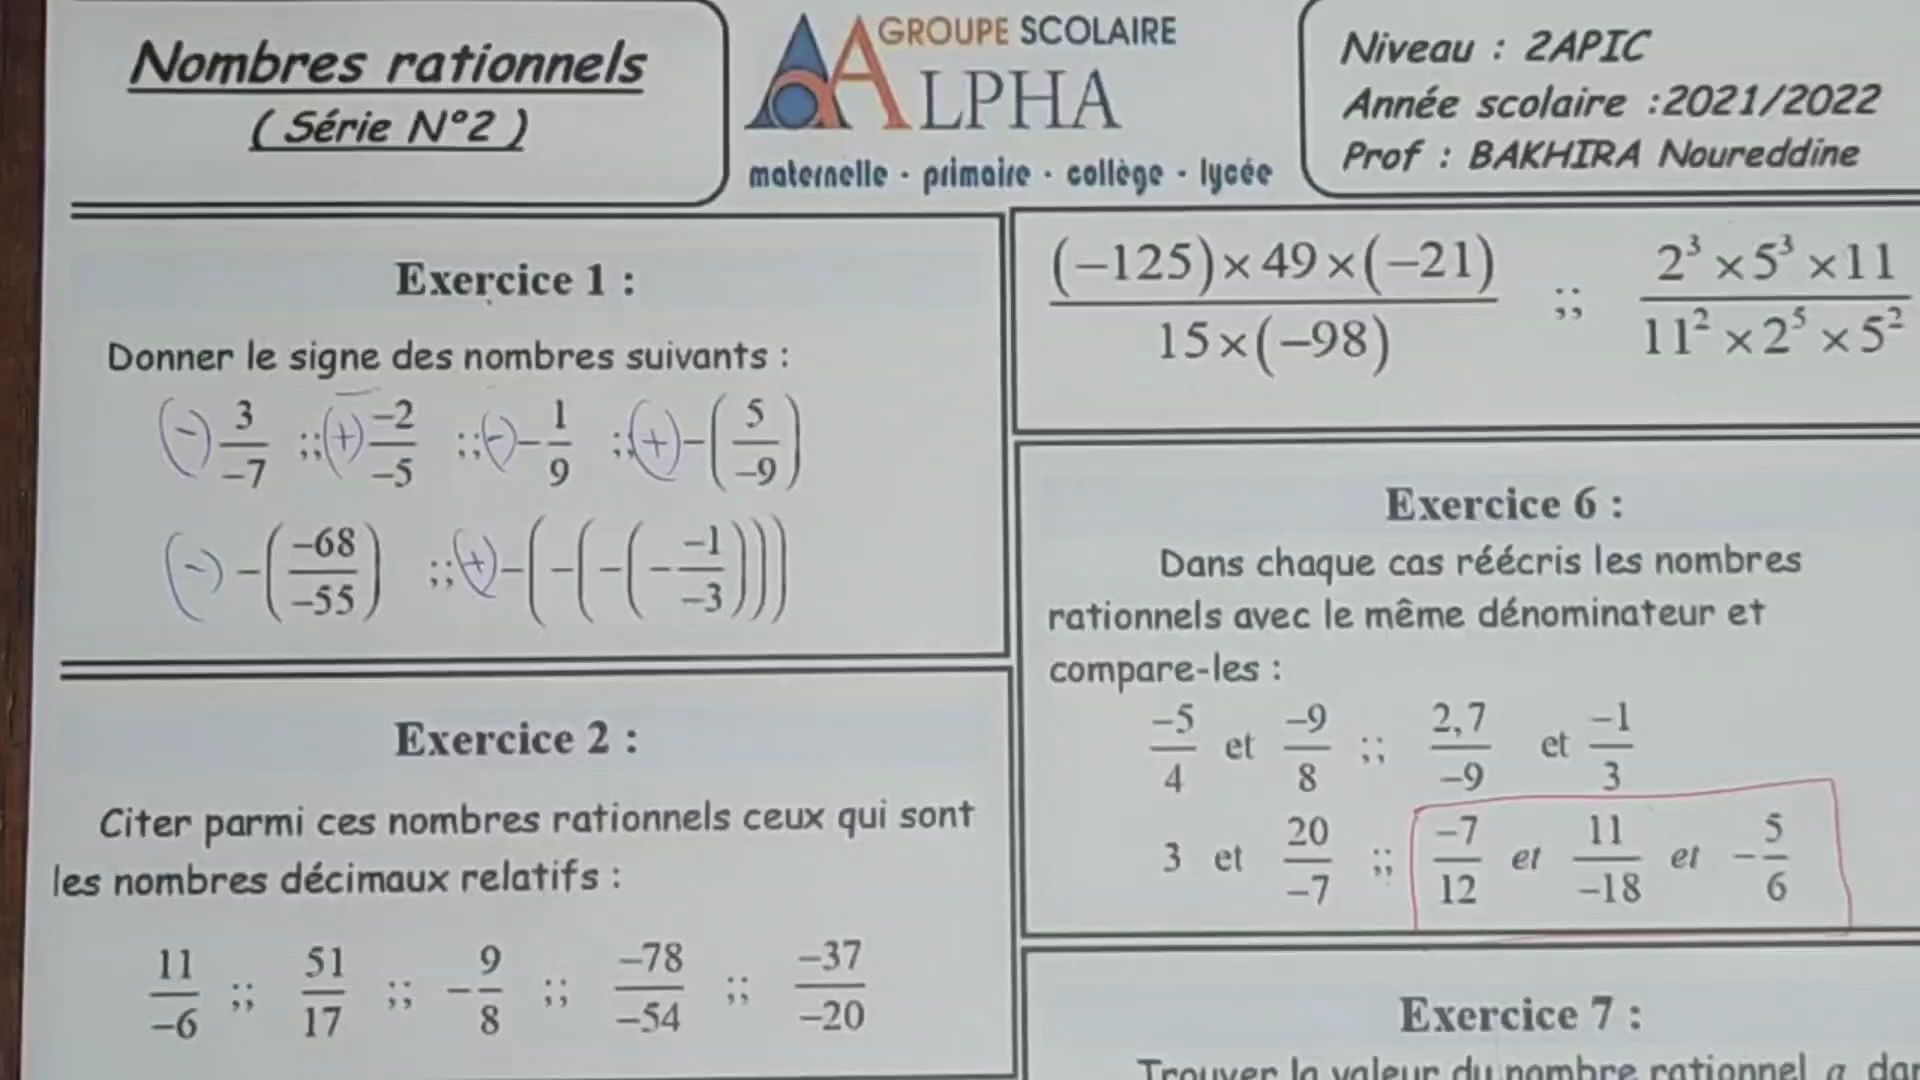 Nombres rationnels
( Série N°2 )
GROUPE SCOLAIRE
ALPHA
maternelle · primaire · collège · lycée
Niveau : 2APIC
Année scolaire :2021/2022
Prof : BAKHIRA Noureddine
Exercice 1 :
Donner le signe des nombres suivants :
(-) 3/-7 ;; (+) -2/-5 ;; (-) -1/9 ;; (+) -(5/-9)
(-) -(-68/-55) ;; (+) -(-(-(- -1/-3)))
Exercice 2 :
Citer parmi ces nombres rationnels ceux qui sont
les nombres décimaux relatifs :
11/-6 ;; 51/17 ;; -9/8 ;; -78/-54 ;; -37/-20
(-125)×49×(-21)/15×(-98) ;; 2³×5³×11/11²×2⁵×5²
Exercice 6 :
Dans chaque cas réécris les nombres
rationnels avec le même dénominateur et
compare-les :
-5/4 et -9/8 ;; 2,7/-9 et -1/3
3 et 20/-7 ;; -7/12 et 11/-18 et -5/6
Exercice 7 :
Trouver la valeur du nombre rationnel a